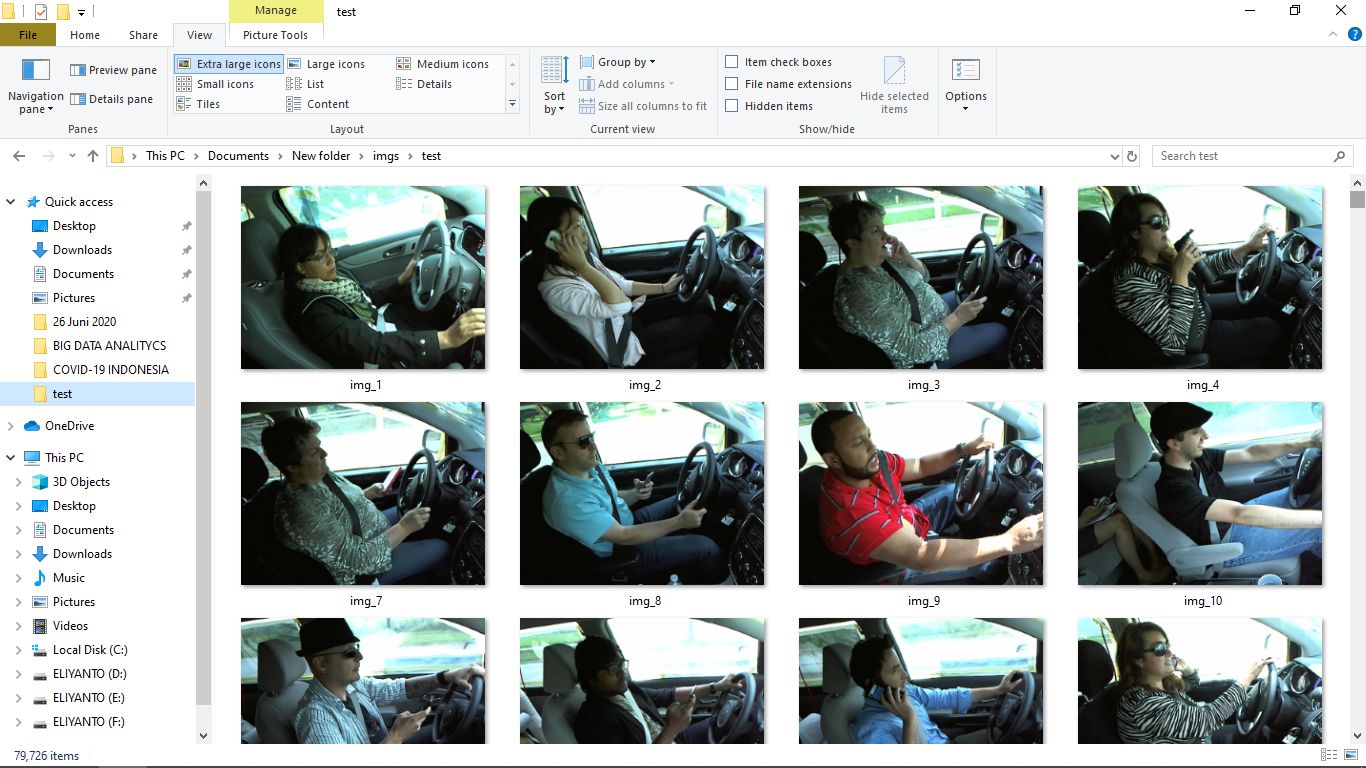 Manage
test
File
Home
Share
View
Picture Tools
Navigation pane
Preview pane
Details pane
Panes
Extra large icons
Large icons
Medium icons
Small icons
List
Details
Tiles
Content
Layout
Sort by
Group by
Add columns
Size all columns to fit
Current view
Item check boxes
File name extensions
Hidden items
Hide selected items
Show/hide
Options
This PC
Documents
New folder
imgs
test
Search test
Quick access
Desktop
Downloads
Documents
Pictures
26 Juni 2020
BIG DATA ANALITYCS
COVID-19 INDONESIA
test
OneDrive
This PC
3D Objects
Desktop
Documents
Downloads
Music
Pictures
Videos
Local Disk (C:)
ELIYANTO (D:)
ELIYANTO (E:)
ELIYANTO (F:)
img_1
img_2
img_3
img_4
img_7
img_8
img_9
img_10
79,726 items